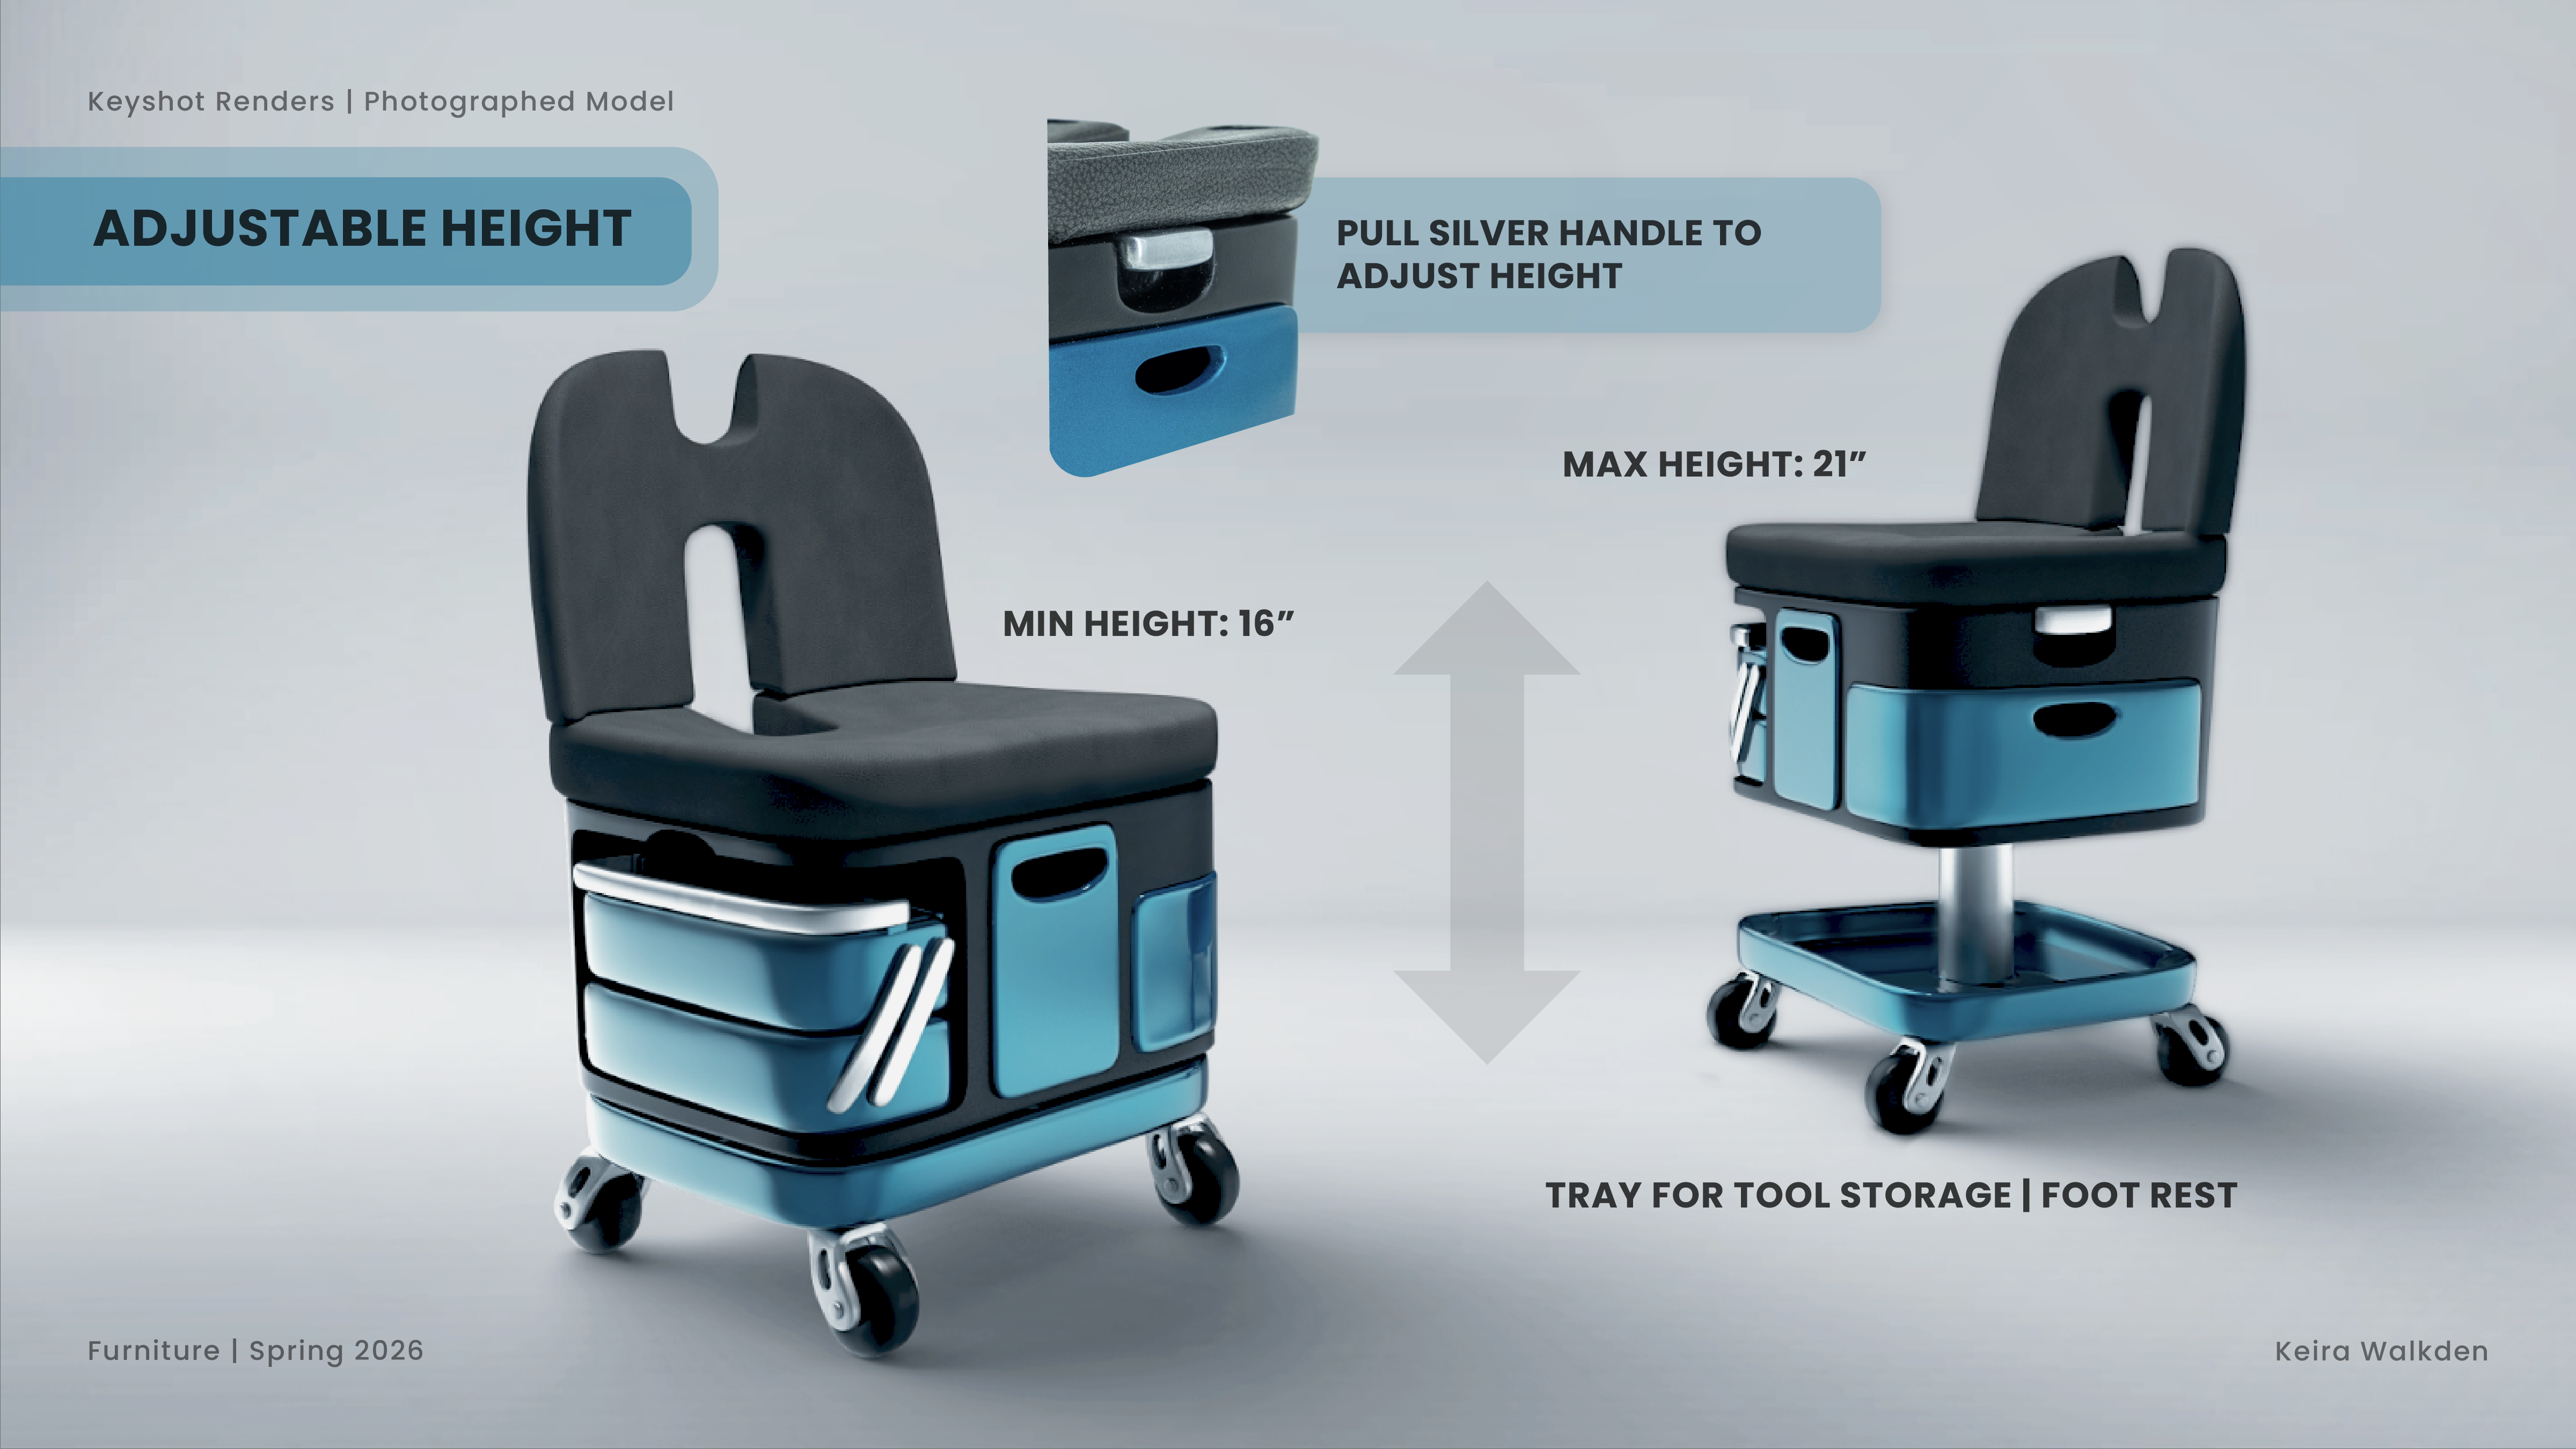 Keyshot Renders | Photographed Model
ADJUSTABLE HEIGHT
PULL SILVER HANDLE TO
ADJUST HEIGHT
MAX HEIGHT: 21”
MIN HEIGHT: 16”
TRAY FOR TOOL STORAGE | FOOT REST
Furniture | Spring 2026
Keira Walkden